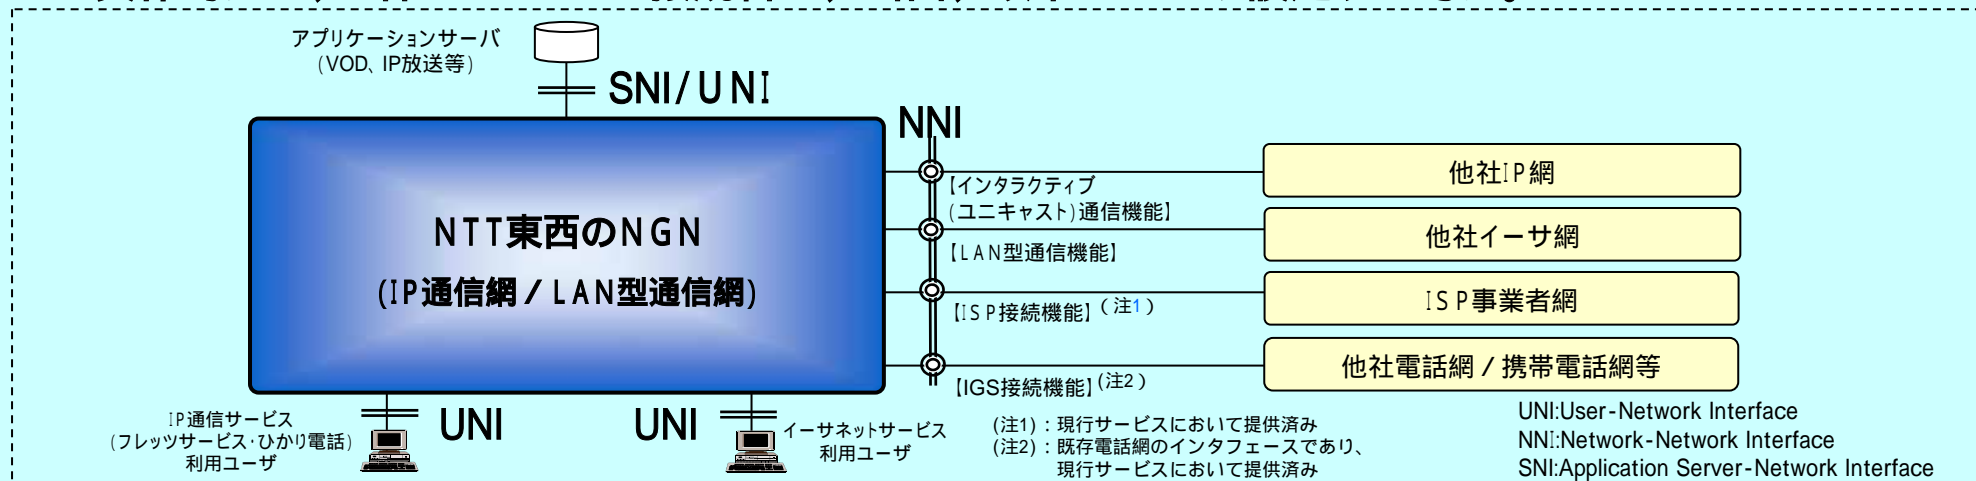 アプリケーションサーバ
(VOD、IP放送等)
SNI/UNI
NNI
NTT東西のNGN
(IP通信網／LAN型通信網)
【インタラクティブ
(ユニキャスト)通信機能】
【LAN型通信機能】
【ISP接続機能】(注1)
【IGS接続機能】(注2)
他社IP網
他社イーサ網
ISP事業者網
他社電話網／携帯電話網等
IP通信サービス
(フレッツサービス・ひかり電話)
利用ユーザ
UNI
UNI
イーサネットサービス
利用ユーザ
(注1)：現行サービスにおいて提供済み
(注2)：既存電話網のインタフェースであり、
現行サービスにおいて提供済み
UNI:User-Network Interface
NNI:Network-Network Interface
SNI:Application Server-Network Interface